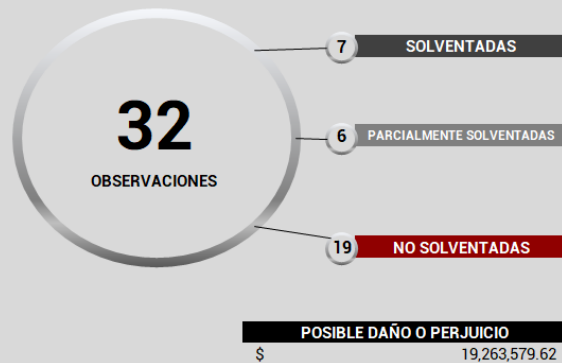 32
OBSERVACIONES
7 SOLVENTADAS
6 PARCIALMENTE SOLVENTADAS
19 NO SOLVENTADAS
POSIBLE DAÑO O PERJUICIO
$ 19,263,579.62